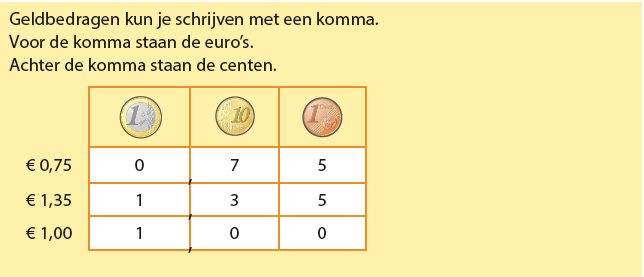 Geldbedragen kun je schrijven met een komma.
Voor de komma staan de euro's.
Achter de komma staan de centen.
1 10 1
€ 0,75 0 , 7 5
€ 1,35 1 , 3 5
€ 1,00 1 , 0 0